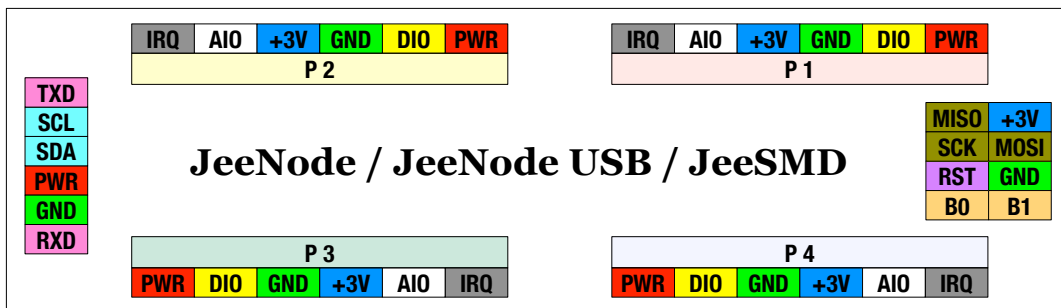 IRQ AIO +3V GND DIO PWR
P 2
IRQ AIO +3V GND DIO PWR
P 1
TXD
SCL
SDA
PWR
GND
RXD
JeeNode / JeeNode USB / JeeSMD
MISO +3V
SCK MOSI
RST GND
B0 B1
P 3
PWR DIO GND +3V AIO IRQ
P 4
PWR DIO GND +3V AIO IRQ